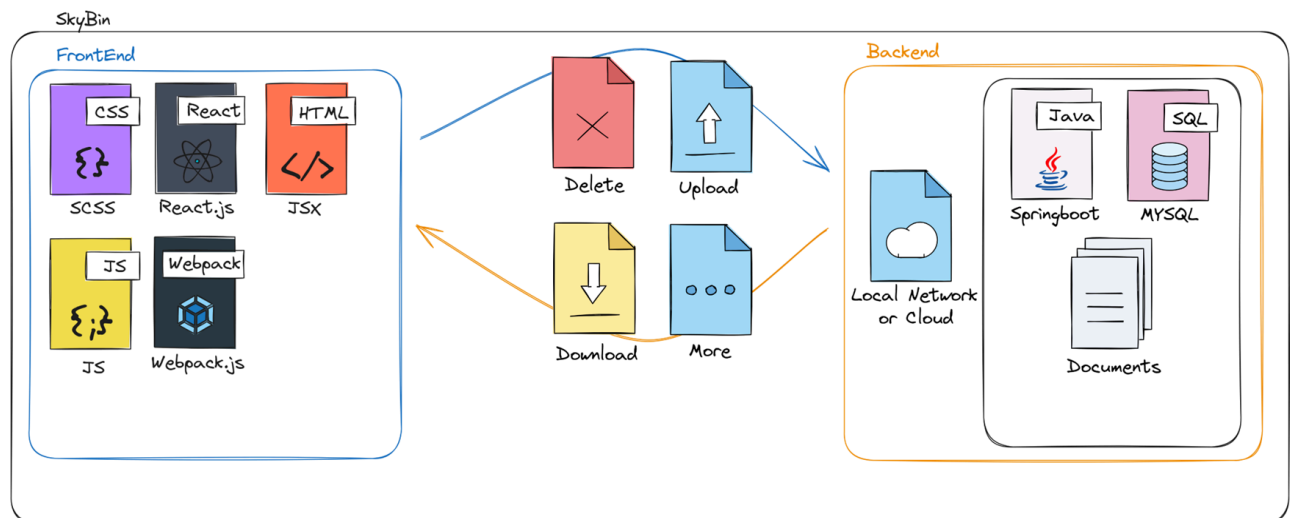 SkyBin
FrontEnd
CSS
React
HTML
{}
</>
SCSS
React.js
JSX
JS
Webpack
{;}
JS
Webpack.js
Delete
Upload
Download
More
Backend
Local Network
or Cloud
Java
SQL
Springboot
MYSQL
Documents